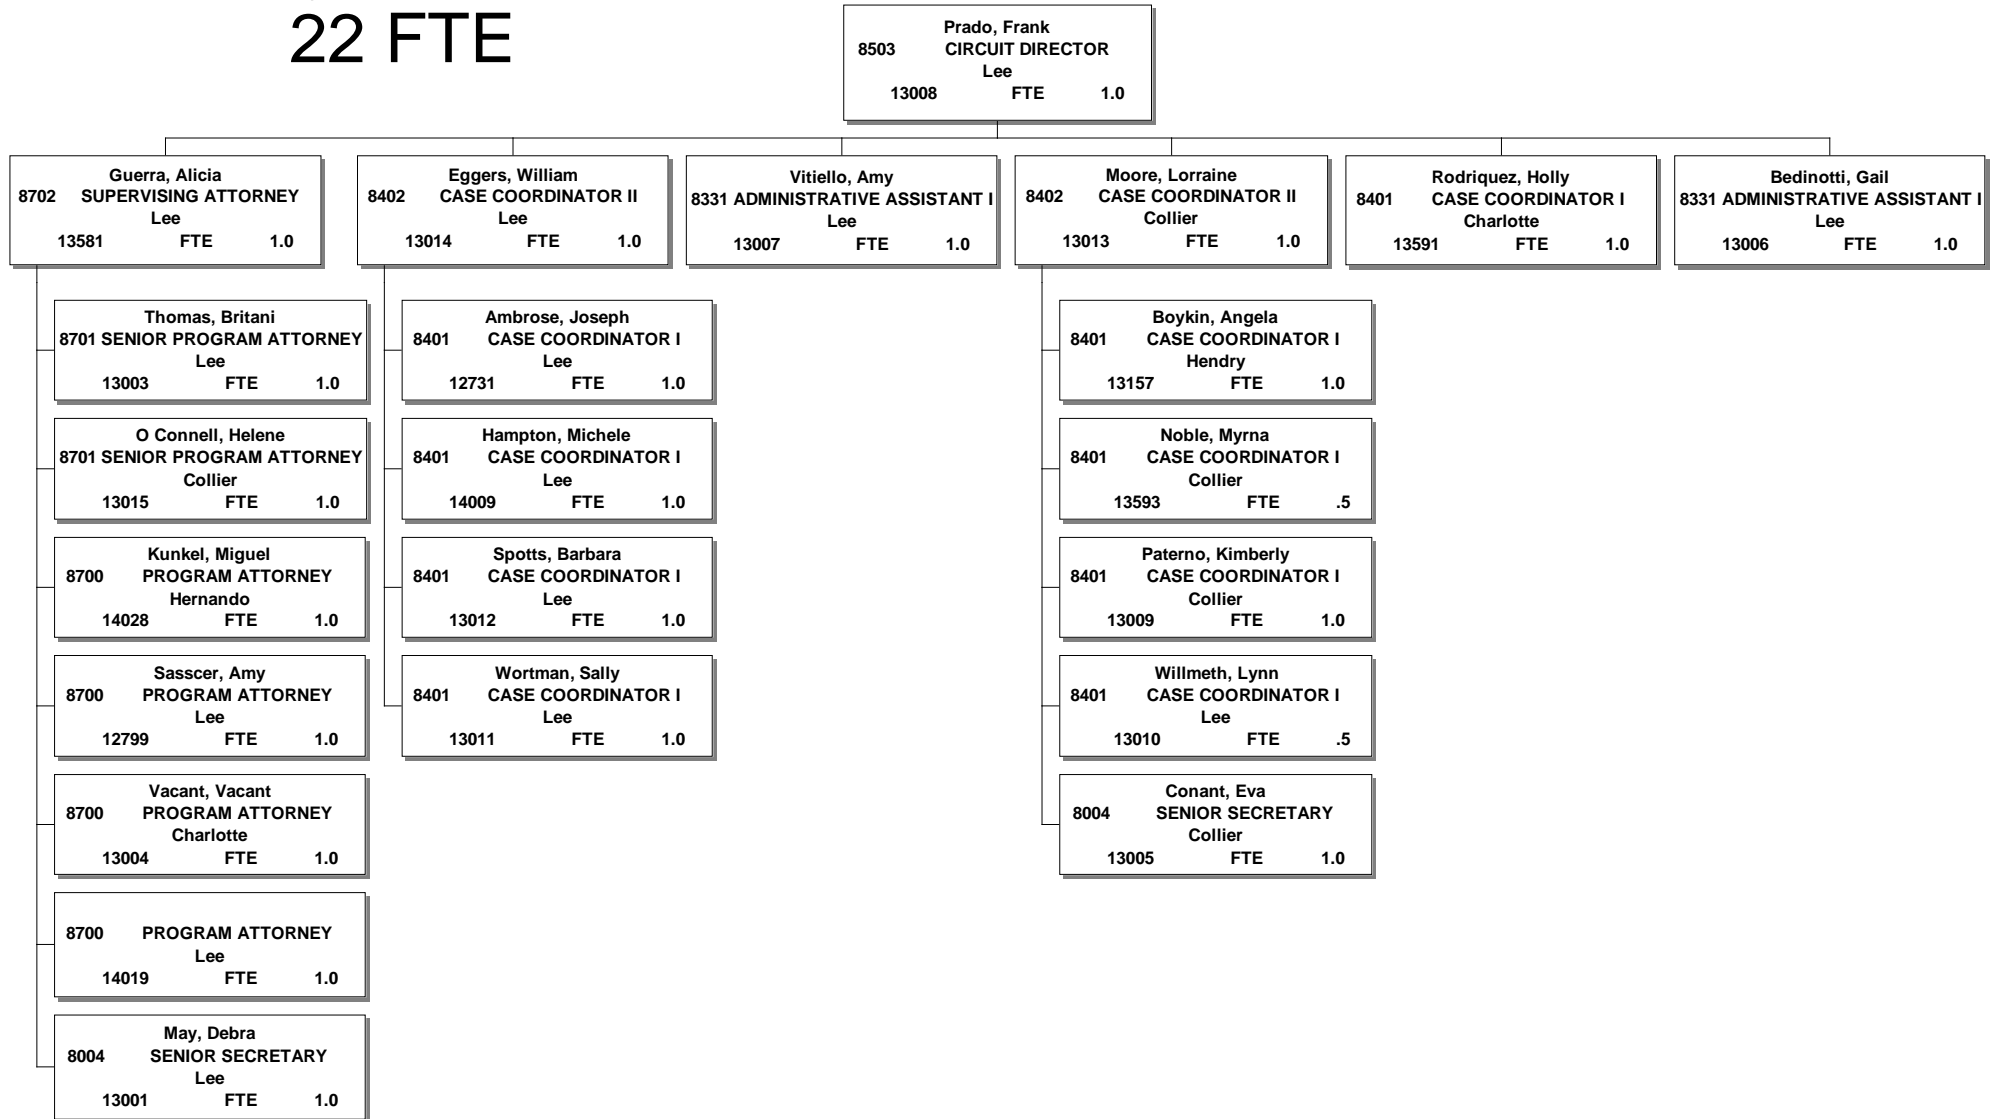 22 FTE
Prado, Frank
8503 CIRCUIT DIRECTOR
Lee
13008 FTE 1.0
Guerra, Alicia
8702 SUPERVISING ATTORNEY
Lee
13581 FTE 1.0
Eggers, William
8402 CASE COORDINATOR II
Lee
13014 FTE 1.0
Vitiello, Amy
8331 ADMINISTRATIVE ASSISTANT I
Lee
13007 FTE 1.0
Moore, Lorraine
8402 CASE COORDINATOR II
Collier
13013 FTE 1.0
Rodriquez, Holly
8401 CASE COORDINATOR I
Charlotte
13591 FTE 1.0
Bedinotti, Gail
8331 ADMINISTRATIVE ASSISTANT I
Lee
13006 FTE 1.0
Thomas, Britani
8701 SENIOR PROGRAM ATTORNEY
Lee
13003 FTE 1.0
O Connell, Helene
8701 SENIOR PROGRAM ATTORNEY
Collier
13015 FTE 1.0
Kunkel, Miguel
8700 PROGRAM ATTORNEY
Hernando
14028 FTE 1.0
Sasscer, Amy
8700 PROGRAM ATTORNEY
Lee
12799 FTE 1.0
Vacant, Vacant
8700 PROGRAM ATTORNEY
Charlotte
13004 FTE 1.0
8700 PROGRAM ATTORNEY
Lee
14019 FTE 1.0
May, Debra
8004 SENIOR SECRETARY
Lee
13001 FTE 1.0
Ambrose, Joseph
8401 CASE COORDINATOR I
Lee
12731 FTE 1.0
Hampton, Michele
8401 CASE COORDINATOR I
Lee
14009 FTE 1.0
Spotts, Barbara
8401 CASE COORDINATOR I
Lee
13012 FTE 1.0
Wortman, Sally
8401 CASE COORDINATOR I
Lee
13011 FTE 1.0
Boykin, Angela
8401 CASE COORDINATOR I
Hendry
13157 FTE 1.0
Noble, Myrna
8401 CASE COORDINATOR I
Collier
13593 FTE .5
Paterno, Kimberly
8401 CASE COORDINATOR I
Collier
13009 FTE 1.0
Willmeth, Lynn
8401 CASE COORDINATOR I
Lee
13010 FTE .5
Conant, Eva
8004 SENIOR SECRETARY
Collier
13005 FTE 1.0